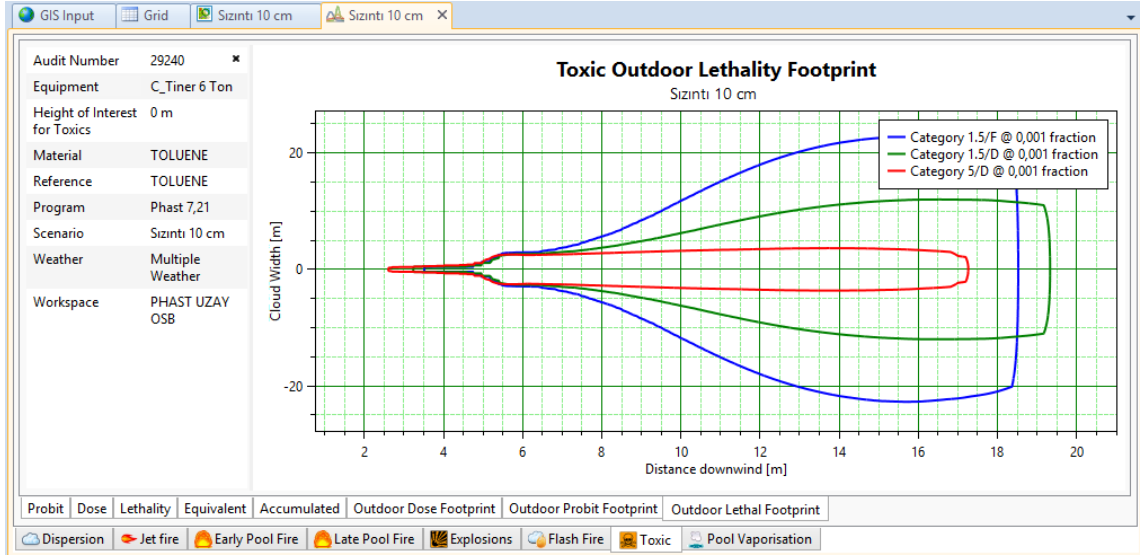 GIS Input
Grid
Sızıntı 10 cm
Sızıntı 10 cm
Audit Number 29240
Equipment C_Tiner 6 Ton
Height of Interest 0 m
for Toxics
Material TOLUENE
Reference TOLUENE
Program Phast 7,21
Scenario Sızıntı 10 cm
Weather Multiple
Weather
Workspace PHAST UZAY
OSB
Toxic Outdoor Lethality Footprint
Sızıntı 10 cm
Category 1.5/F @ 0,001 fraction
Category 1.5/D @ 0,001 fraction
Category 5/D @ 0,001 fraction
Cloud Width [m]
20
0
-20
2 4 6 8 10 12 14 16 18 20
Distance downwind [m]
Probit Dose Lethality Equivalent Accumulated Outdoor Dose Footprint Outdoor Probit Footprint Outdoor Lethal Footprint
Dispersion Jet fire Early Pool Fire Late Pool Fire Explosions Flash Fire Toxic Pool Vaporisation